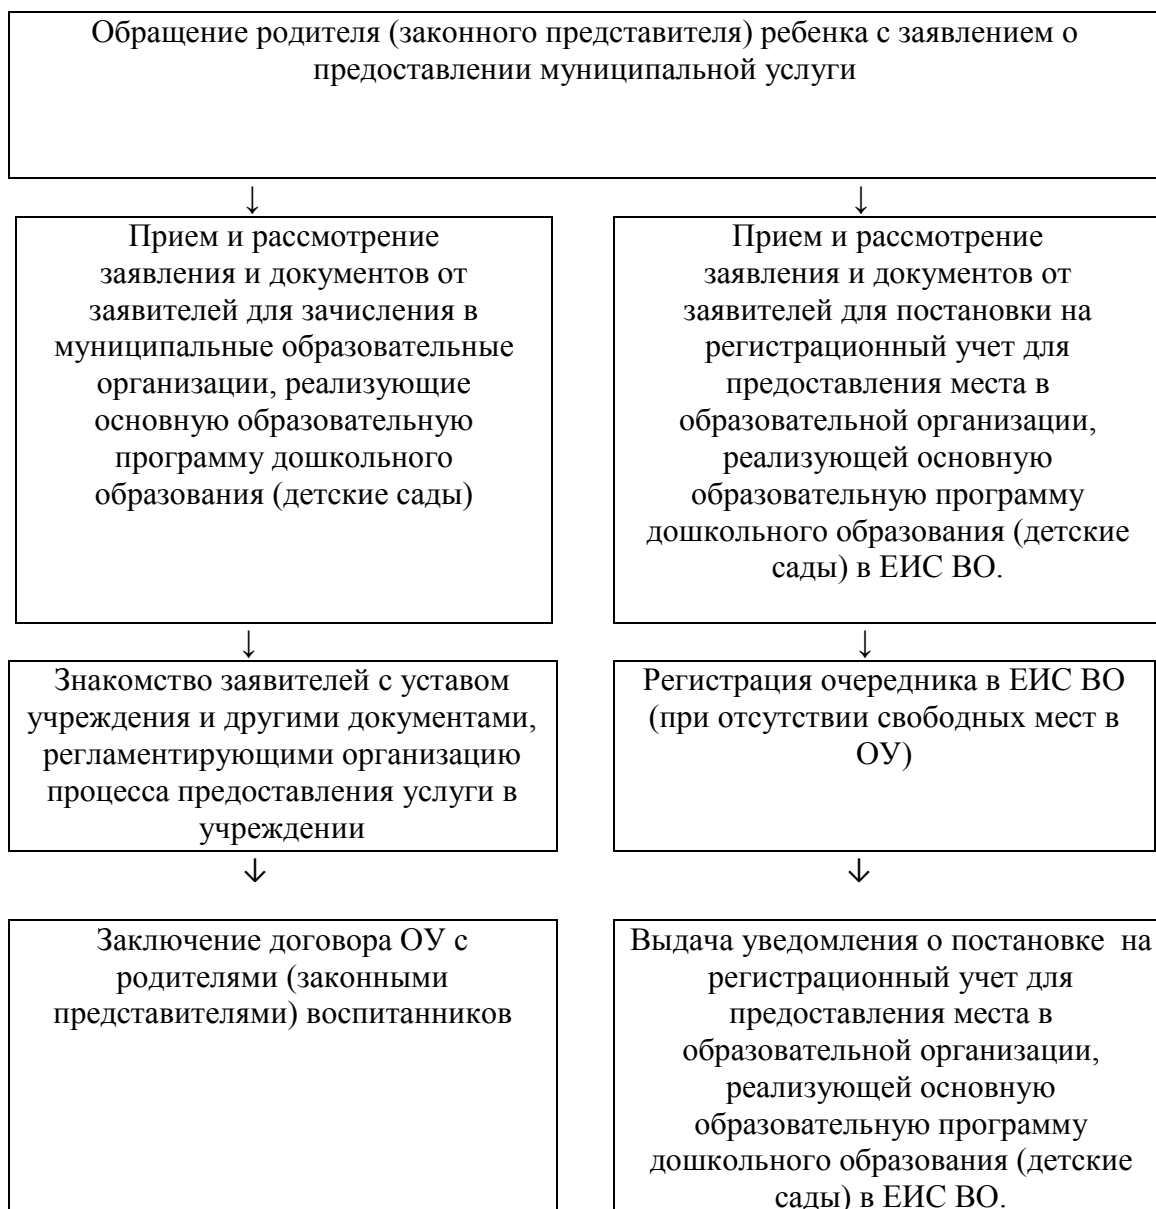 Обращение родителя (законного представителя) ребенка с заявлением о
предоставлении муниципальной услуги
↓
↓
Прием и рассмотрение
заявления и документов от
заявителей для зачисления в
муниципальные образовательные
организации, реализующие
основную образовательную
программу дошкольного
образования (детские сады)
Прием и рассмотрение
заявления и документов от
заявителей для постановки на
регистрационный учет для
предоставления места в
образовательной организации,
реализующей основную
образовательную программу
дошкольного образования (детские
сады) в ЕИС ВО.
↓
↓
Знакомство заявителей с уставом
учреждения и другими документами,
регламентирующими организацию
процесса предоставления услуги в
учреждении
Регистрация очередника в ЕИС ВО
(при отсутствии свободных мест в
ОУ)
↓
↓
Заключение договора ОУ с
родителями (законными
представителями) воспитанников
Выдача уведомления о постановке  на
регистрационный учет для
предоставления места в
образовательной организации,
реализующей основную
образовательную программу
дошкольного образования (детские
сады) в ЕИС ВО.